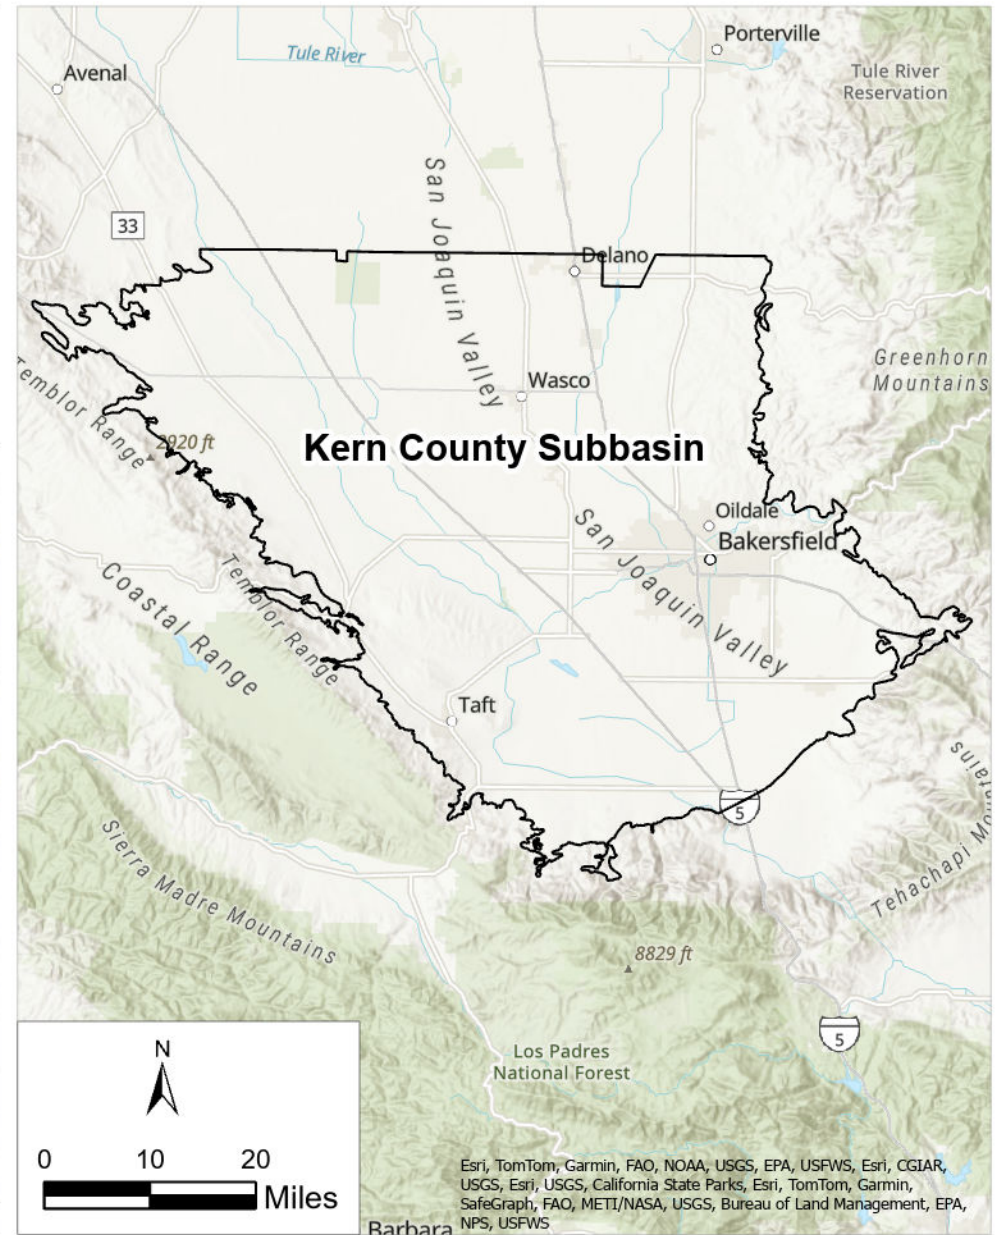 Porterville
Tule River
Avenal
Tule River
Reservation
33
San Joaquin Valley
Delano
Greenhorn
Mountains
Temblor Range
Wasco
2920 ft
Kern County Subbasin
Oildale
San Joaquin Valley
Bakersfield
Coastal Range
Temblor Range
Taft
5
Tehachapi Mountains
Sierra Madre Mountains
8829 ft
5
Los Padres
National Forest
N
0 10 20
Miles
Esri, TomTom, Garmin, FAO, NOAA, USGS, EPA, USFWS, Esri, CGIAR,
USGS, Esri, USGS, California State Parks, Esri, TomTom, Garmin,
SafeGraph, FAO, METI/NASA, USGS, Bureau of Land Management, EPA,
NPS, USFWS
Barbara